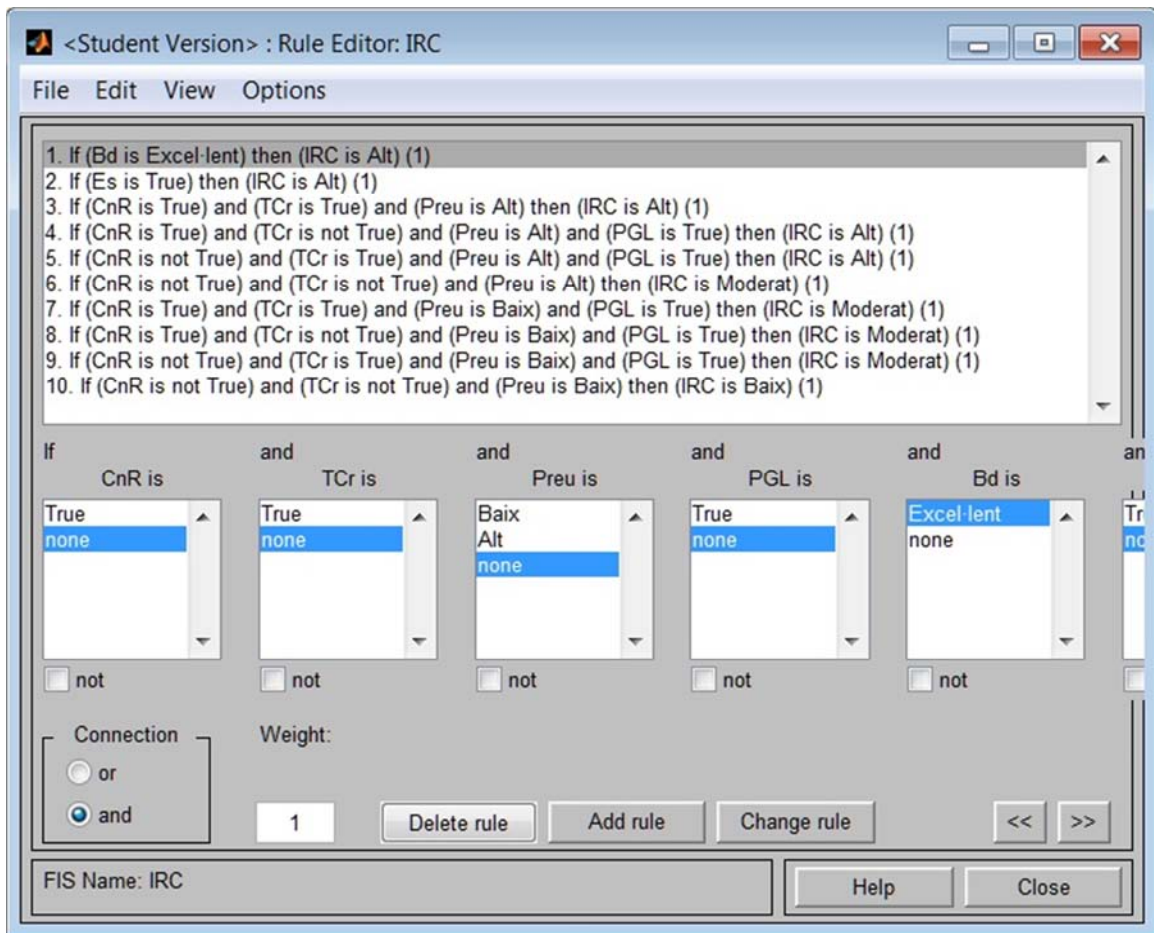 <Student Version> : Rule Editor: IRC
File Edit View Options
1. If (Bd is Excel·lent) then (IRC is Alt) (1)
2. If (Es is True) then (IRC is Alt) (1)
3. If (CnR is True) and (TCr is True) and (Preu is Alt) then (IRC is Alt) (1)
4. If (CnR is True) and (TCr is not True) and (Preu is Alt) and (PGL is True) then (IRC is Alt) (1)
5. If (CnR is not True) and (TCr is True) and (Preu is Alt) and (PGL is True) then (IRC is Alt) (1)
6. If (CnR is not True) and (TCr is not True) and (Preu is Alt) then (IRC is Moderat) (1)
7. If (CnR is True) and (TCr is True) and (Preu is Baix) and (PGL is True) then (IRC is Moderat) (1)
8. If (CnR is True) and (TCr is not True) and (Preu is Baix) and (PGL is True) then (IRC is Moderat) (1)
9. If (CnR is not True) and (TCr is True) and (Preu is Baix) and (PGL is True) then (IRC is Moderat) (1)
10. If (CnR is not True) and (TCr is not True) and (Preu is Baix) then (IRC is Baix) (1)
If and and and and an
CnR is TCr is Preu is PGL is Bd is
True True Baix True Excel·lent Tr
none none Alt none none no
none
not not not not not
Connection Weight:
or
and 1 Delete rule Add rule Change rule << >>
FIS Name: IRC Help Close